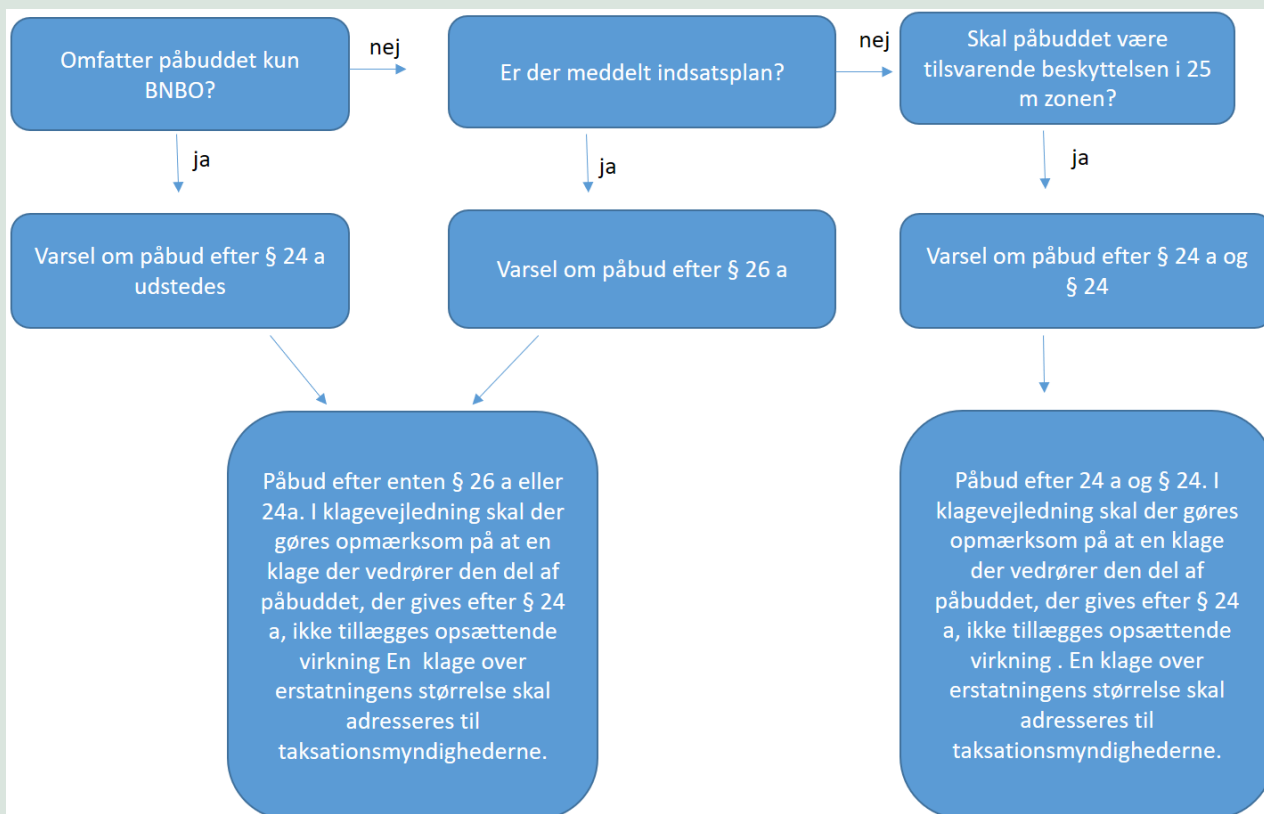 Omfatter påbuddet kun
BNBO?
nej
Er der meddelt indsatsplan?
nej
Skal påbuddet være
tilsvarende beskyttelsen i 25
m zonen?
ja
ja
ja
Varsel om påbud efter § 24 a
udstedes
Varsel om påbud efter § 26 a
Varsel om påbud efter § 24 a og
§ 24
Påbud efter enten § 26 a eller
24a. I klagevejledning skal der
gøres opmærksom på at en
klage der vedrører den del af
påbuddet, der gives efter § 24
a, ikke tillægges opsættende
virkning En  klage over
erstatningens størrelse skal
adresseres til
taksationsmyndighederne.
Påbud efter 24 a og § 24. I
klagevejledning skal der gøres
opmærksom på at en klage
der vedrører den del af
påbuddet, der gives efter § 24
a, ikke tillægges opsættende
virkning . En klage over
erstatningens størrelse skal
adresseres til
taksationsmyndighederne.